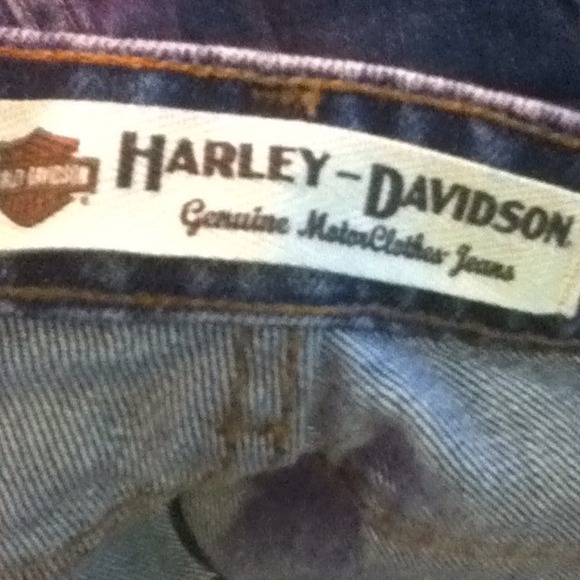 HARLEY-DAVIDSON
Genuine MotorClothes Jeans